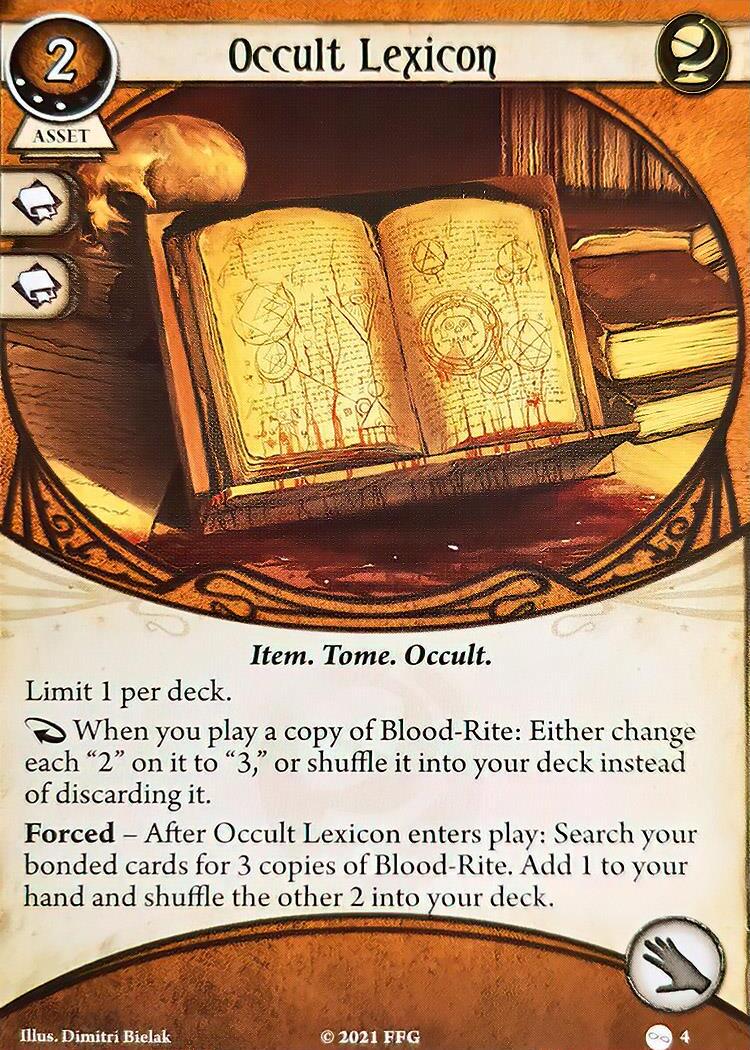 2
Occult Lexicon
ASSET
Item. Tome. Occult.
Limit 1 per deck.
When you play a copy of Blood-Rite: Either change
each “2” on it to “3,” or shuffle it into your deck instead
of discarding it.
Forced – After Occult Lexicon enters play: Search your
bonded cards for 3 copies of Blood-Rite. Add 1 to your
hand and shuffle the other 2 into your deck.
Illus. Dimitri Bielak
© 2021 FFG
4